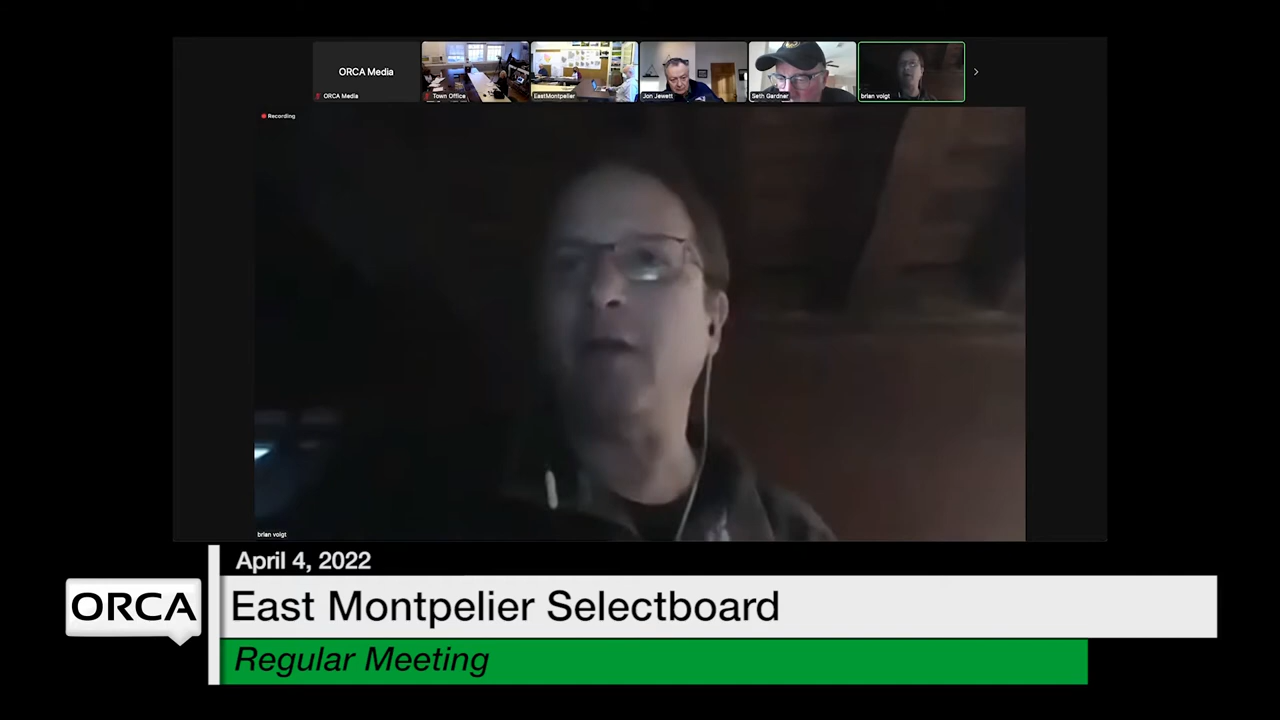 ORCA Media
ORCA Media
Town Office
EastMontpelier
Jon Jewett
Seth Gardner
brian voigt
Recording
brian voigt
April 4, 2022
ORCA
East Montpelier Selectboard
Regular Meeting